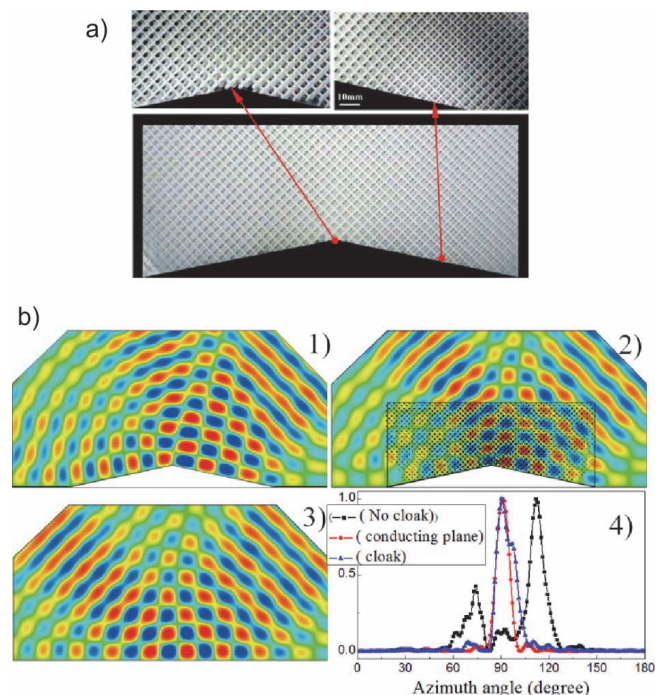 a)
10mm
b)
1)
2)
3)
4)
1.0
0.5
0.0
( No cloak)
( conducting plane)
( cloak)
0 30 60 90 120 150 180
Azimuth angle (degree)